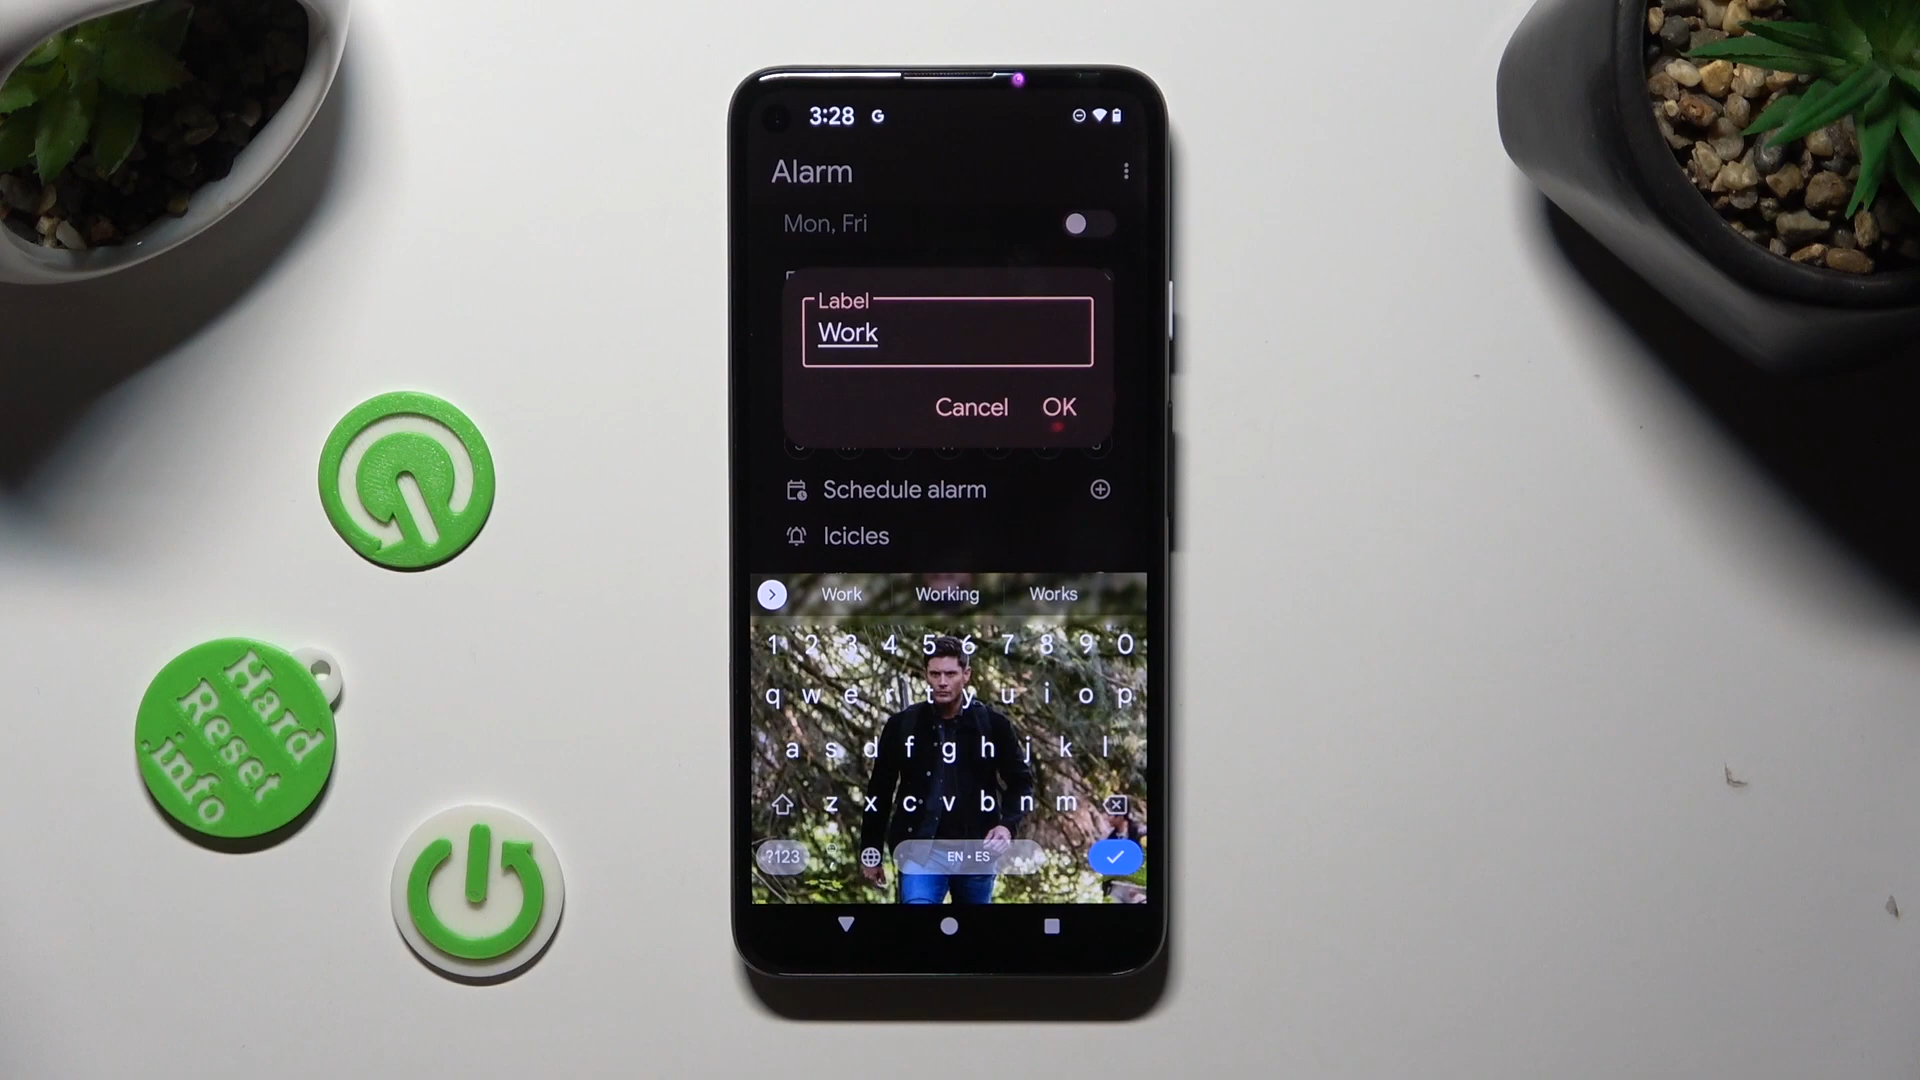 3:28 G
Alarm
Mon, Fri
Label
Work
Cancel OK
Schedule alarm
Icicles
Work Working Works
1 2 3 4 5 6 7 8 9 0
q w e r t y u i o p
a s d f g h j k l
z x c v b n m
?123 , EN • ES
Hard
Reset
.info